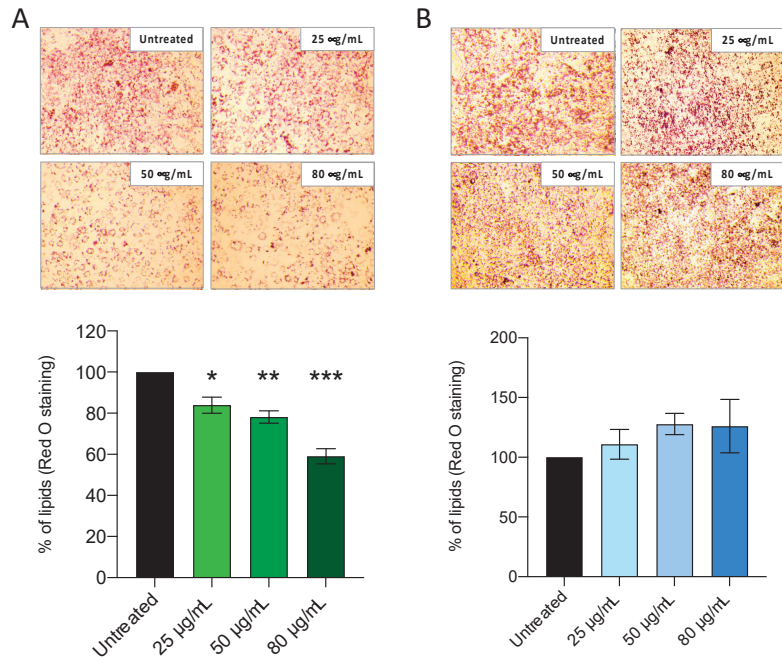 A
Untreated
25 ∝g/mL
50 ∝g/mL
80 ∝g/mL
120
100
80
60
40
20
0
% of lipids (Red O staining)
*
**
***
Untreated
25 µg/mL
50 µg/mL
80 µg/mL
B
Untreated
25 ∝g/mL
50 ∝g/mL
80 ∝g/mL
200
150
100
50
0
% of lipids (Red O staining)
Untreated
25 µg/mL
50 µg/mL
80 µg/mL